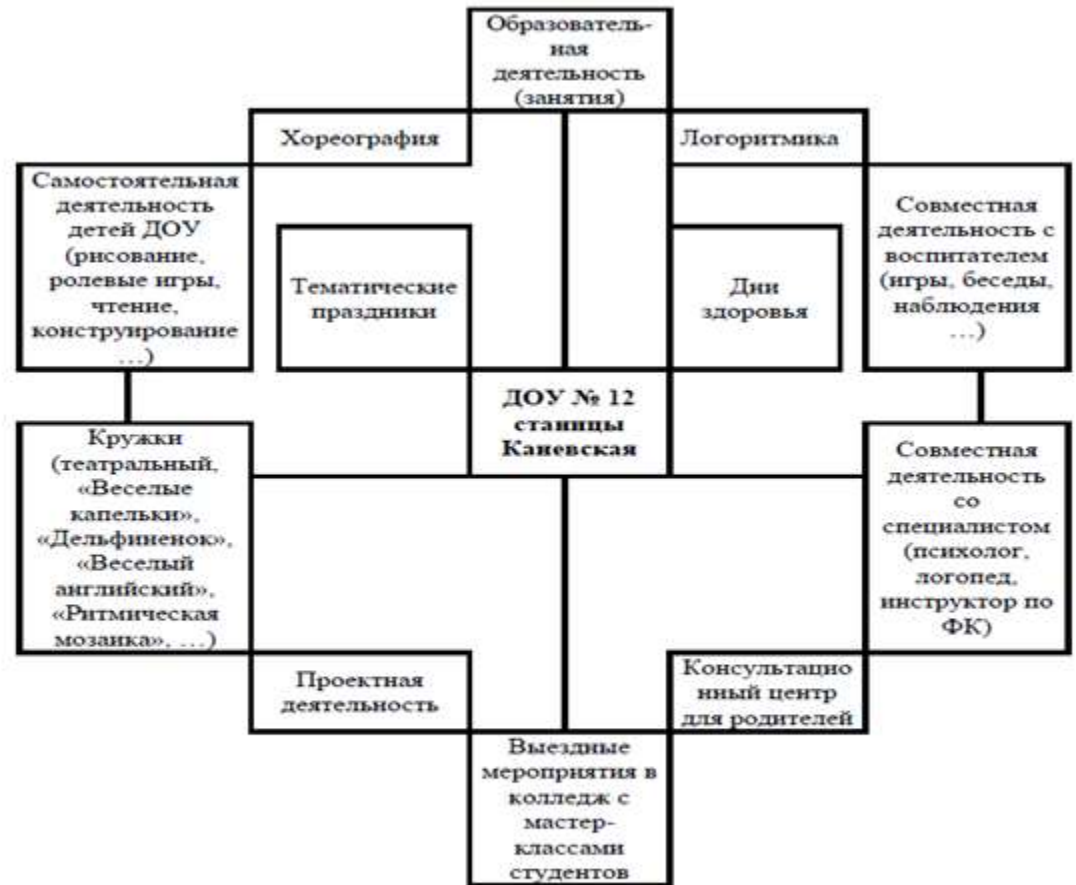 Образователь-
ная
деятельность
(занятия)
Хореография
Логоритмика
Самостоятельная
деятельность
детей ДОУ
(рисование,
ролевые игры,
чтение,
конструирование
…)
Тематические
праздники
Дни
здоровья
Совместная
деятельность с
воспитателем
(игры, беседы,
наблюдения
…)
ДОУ № 12
станицы
Каневская
Кружки
(театральный,
«Веселые
капельки»,
«Дельфиненок»,
«Веселый
английский»,
«Ритмическая
мозаика», …)
Совместная
деятельность
со
специалистом
(психолог,
логопед,
инструктор по
ФК)
Проектная
деятельность
Консультацио
нный центр
для родителей
Выездные
мероприятия в
колледж с
мастер-
классами
студентов